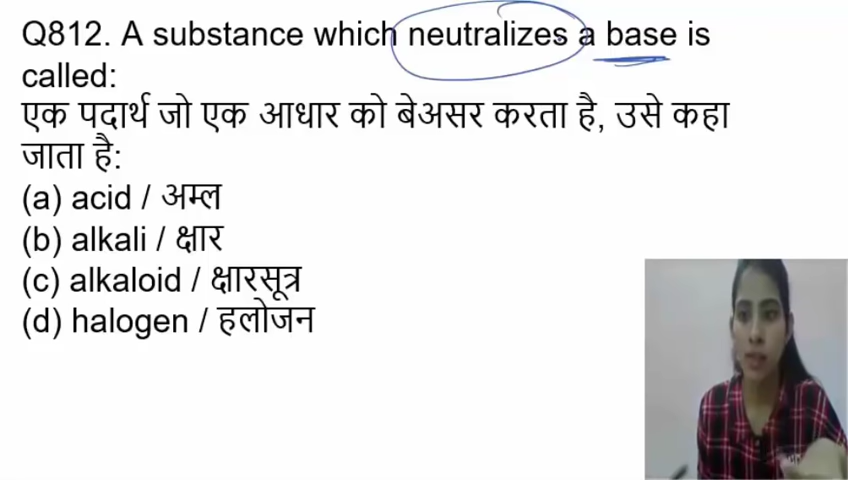 Q812. A substance which neutralizes a base is
called:
एक पदार्थ जो एक आधार को बेअसर करता है, उसे कहा
जाता है:
(a) acid / अम्ल
(b) alkali / क्षार
(c) alkaloid / क्षारसूत्र
(d) halogen / हलोजन